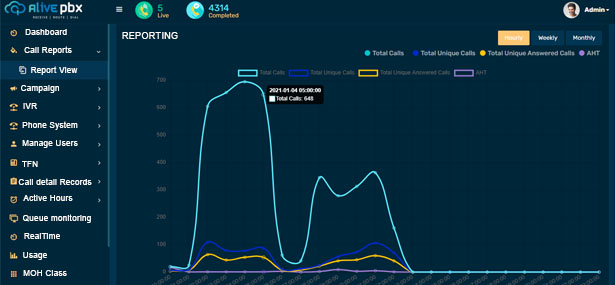 ALIVE pbx
RECEIVE | ROUTE | DIAL
5
Live
4314
Completed
Admin
Dashboard
Call Reports
Report View
Campaign
IVR
Phone System
Manage Users
TFN
Call detail Records
Active Hours
Queue monitoring
RealTime
Usage
MOH Class
REPORTING
Hourly Weekly Monthly
Total Calls Total Unique Calls Total Unique Answered Calls AHT
Total Calls Total Unique Calls Total Unique Answered Calls AHT
700
2021-01-04 05:00:00
Total Calls: 648
600
500
400
300
200
100
0